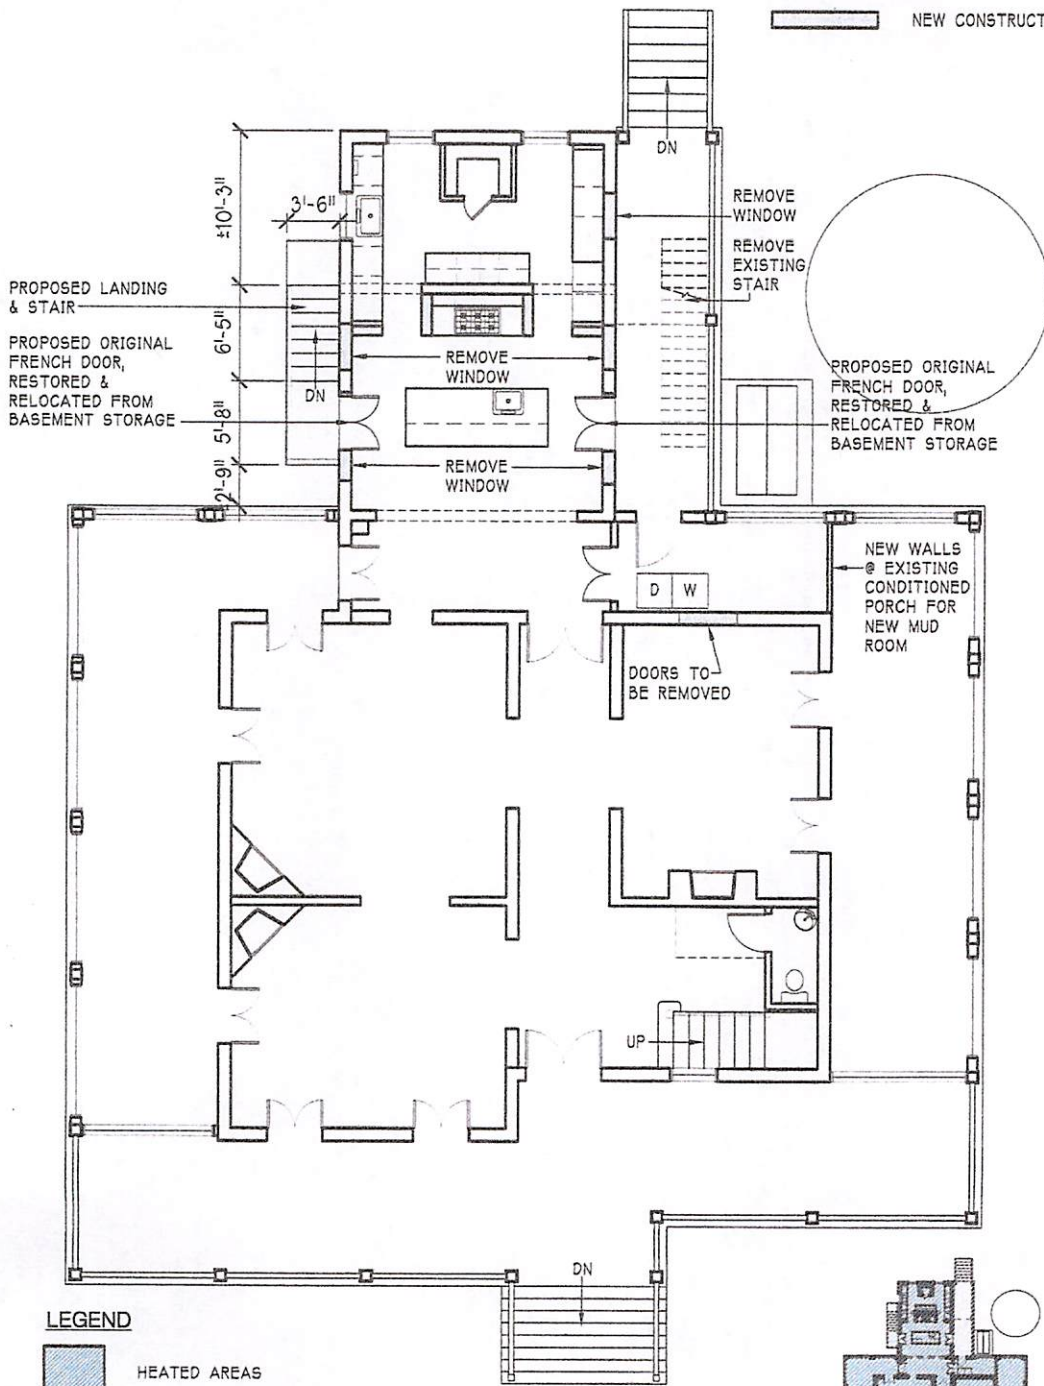 NEW CONSTRUCT
DN
REMOVE
WINDOW
3'-6"
±10'-3"
REMOVE
EXISTING
STAIR
PROPOSED LANDING
& STAIR
6'-5"
PROPOSED ORIGINAL
FRENCH DOOR,
RESTORED &
RELOCATED FROM
BASEMENT STORAGE
DN
REMOVE
WINDOW
PROPOSED ORIGINAL
FRENCH DOOR,
RESTORED &
RELOCATED FROM
BASEMENT STORAGE
5'-8"
REMOVE
WINDOW
2'-9"
NEW WALLS
@ EXISTING
CONDITIONED
PORCH FOR
NEW MUD
ROOM
D W
DOORS TO
BE REMOVED
UP
DN
LEGEND
HEATED AREAS